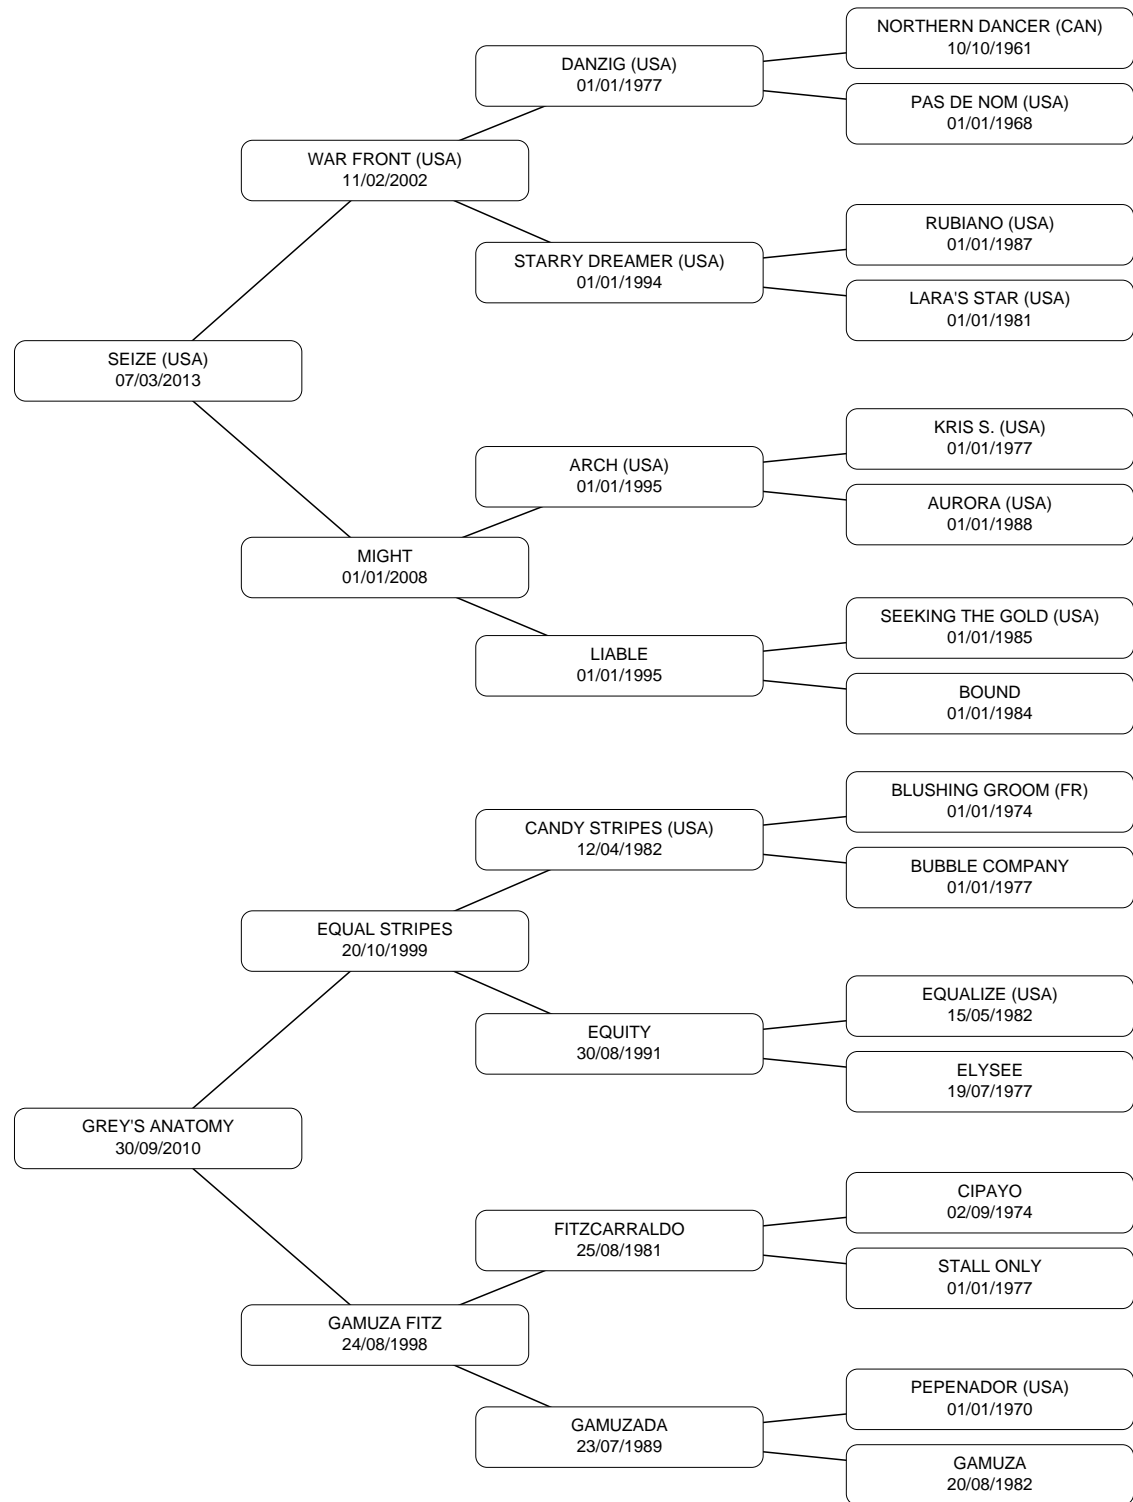 NORTHERN DANCER (CAN)
10/10/1961
DANZIG (USA)
01/01/1977
PAS DE NOM (USA)
01/01/1968
WAR FRONT (USA)
11/02/2002
RUBIANO (USA)
01/01/1987
STARRY DREAMER (USA)
01/01/1994
LARA'S STAR (USA)
01/01/1981
SEIZE (USA)
07/03/2013
KRIS S. (USA)
01/01/1977
ARCH (USA)
01/01/1995
AURORA (USA)
01/01/1988
MIGHT
01/01/2008
SEEKING THE GOLD (USA)
01/01/1985
LIABLE
01/01/1995
BOUND
01/01/1984
BLUSHING GROOM (FR)
01/01/1974
CANDY STRIPES (USA)
12/04/1982
BUBBLE COMPANY
01/01/1977
EQUAL STRIPES
20/10/1999
EQUALIZE (USA)
15/05/1982
EQUITY
30/08/1991
ELYSEE
19/07/1977
GREY'S ANATOMY
30/09/2010
CIPAYO
02/09/1974
FITZCARRALDO
25/08/1981
STALL ONLY
01/01/1977
GAMUZA FITZ
24/08/1998
PEPENADOR (USA)
01/01/1970
GAMUZADA
23/07/1989
GAMUZA
20/08/1982